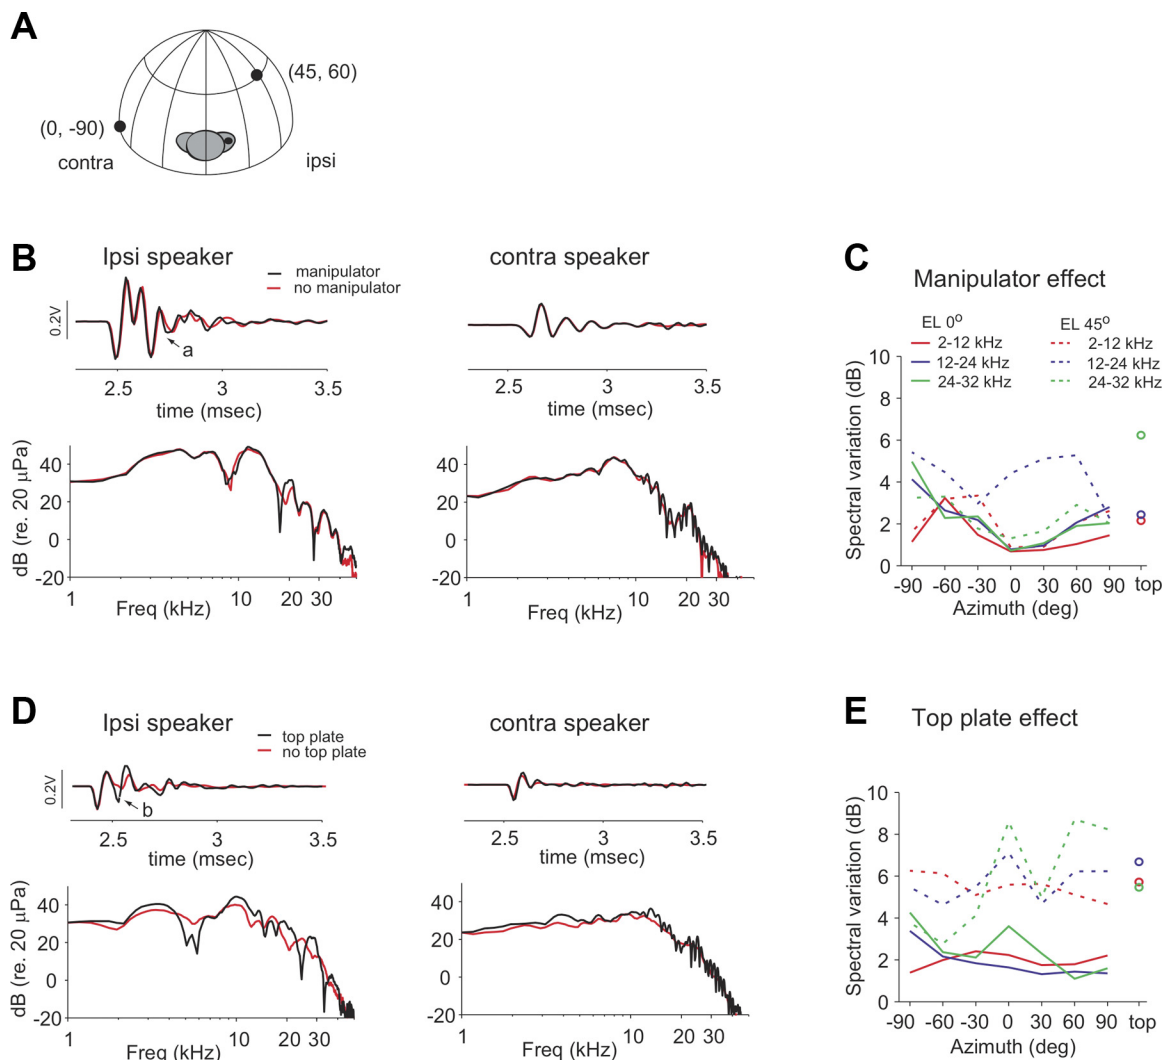 A
(45, 60)
(0, -90)
contra
ipsi
B
Ipsi speaker
manipulator
no manipulator
0.2V
a
2.5 3 3.5
time (msec)
contra speaker
2.5 3 3.5
time (msec)
dB (re. 20 µPa)
40
20
0
-20
1 10 20 30
Freq (kHz)
40
20
0
-20
1 10 20 30
Freq (kHz)
C
Manipulator effect
EL 0º EL 45º
2-12 kHz 2-12 kHz
12-24 kHz 12-24 kHz
24-32 kHz 24-32 kHz
Spectral variation (dB)
10
8
6
4
2
0
-90 -60 -30 0 30 60 90 top
Azimuth (deg)
D
Ipsi speaker
top plate
no top plate
0.2V
b
2.5 3 3.5
time (msec)
contra speaker
2.5 3 3.5
time (msec)
dB (re. 20 µPa)
40
20
0
-20
1 10 20 30
Freq (kHz)
40
20
0
-20
1 10 20 30
Freq (kHz)
E
Top plate effect
Spectral variation (dB)
10
8
6
4
2
0
-90 -60 -30 0 30 60 90 top
Azimuth (deg)